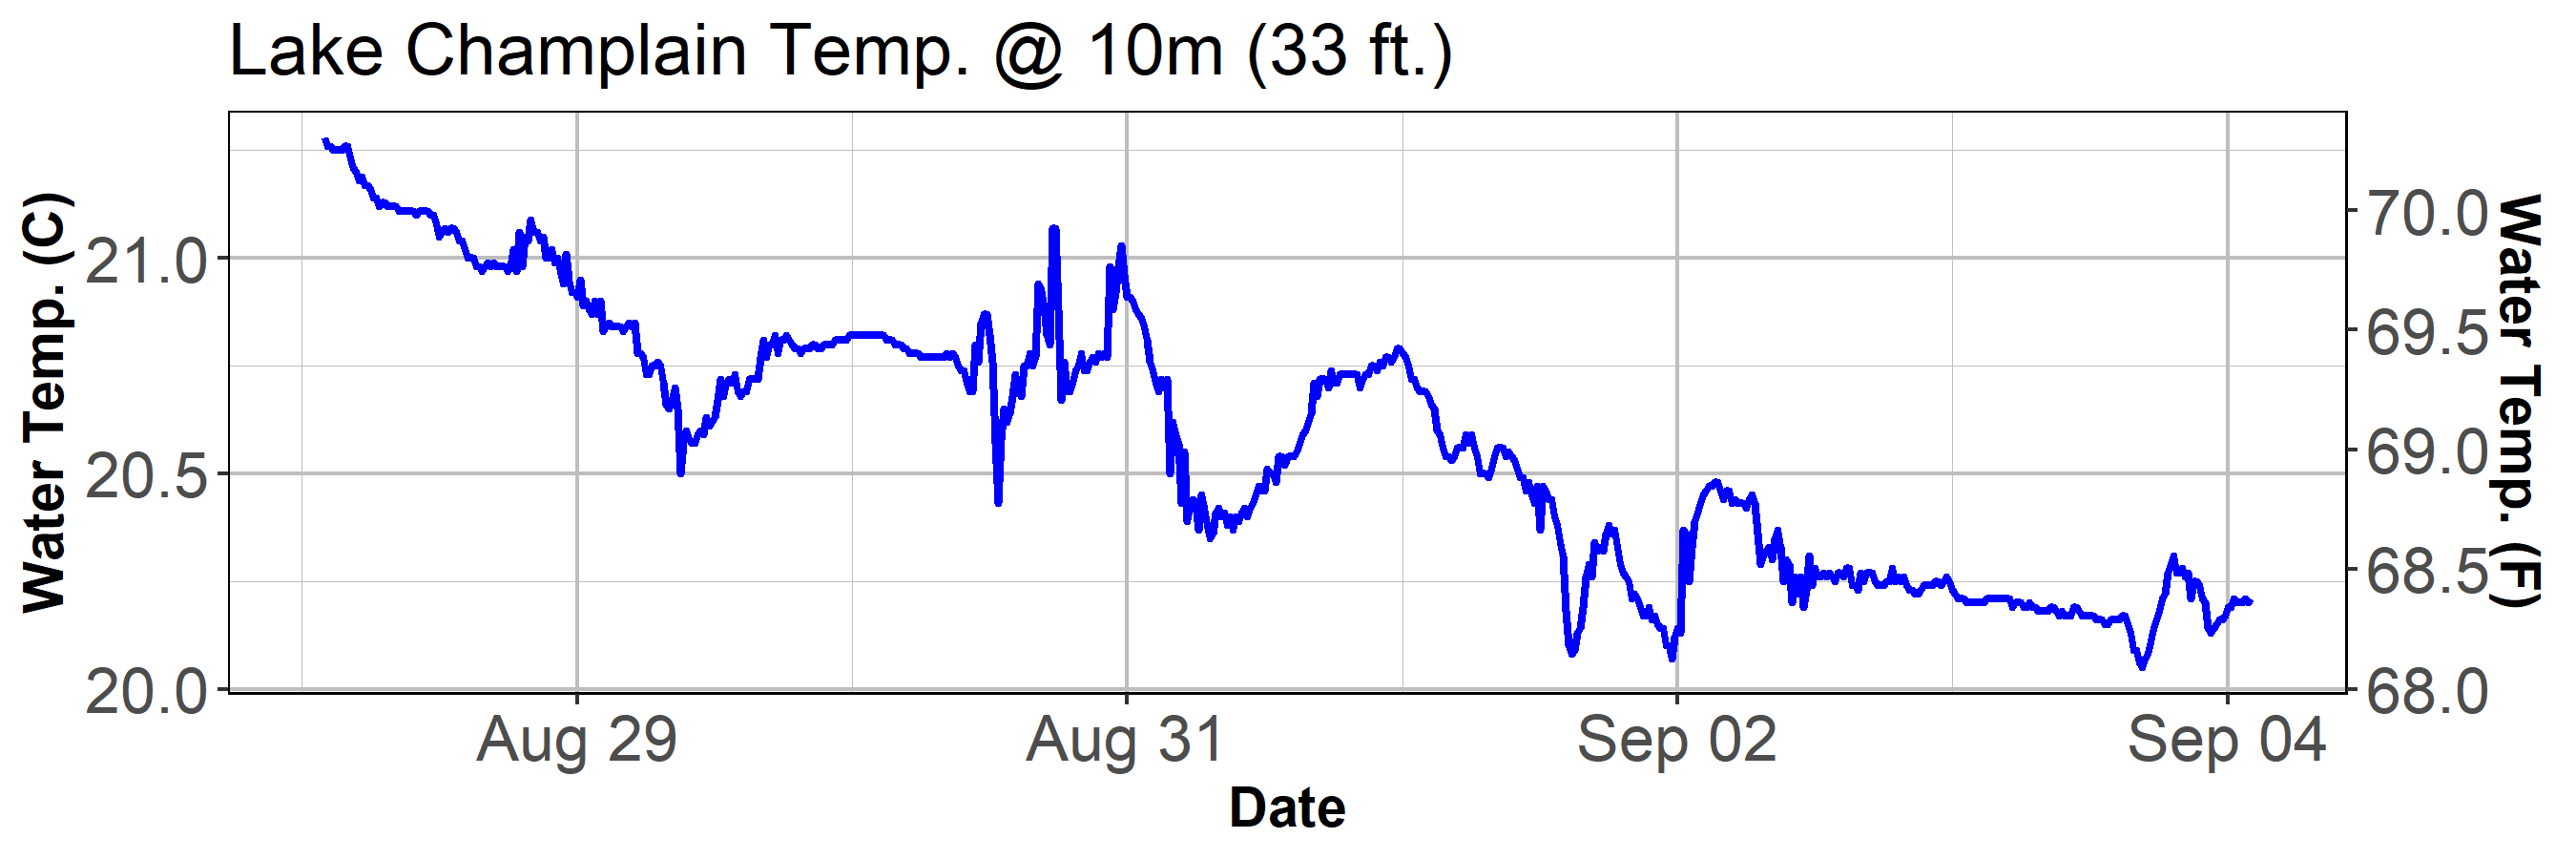 Lake Champlain Temp. @ 10m (33 ft.)
Water Temp. (C)
21.0
20.5
20.0
70.0
69.5
69.0
68.5
68.0
Water Temp. (F)
Aug 29
Aug 31
Sep 02
Sep 04
Date